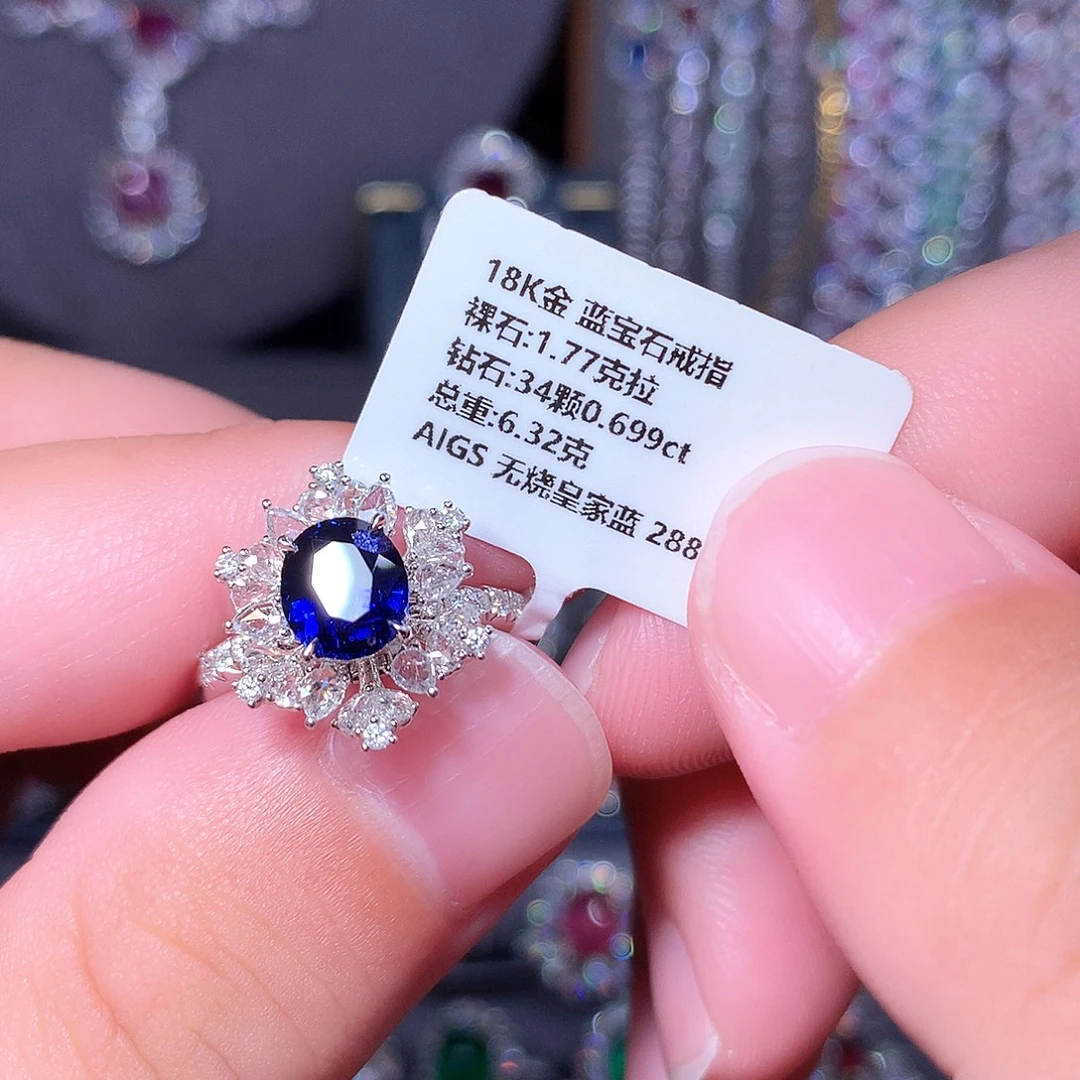 18K金 蓝宝石戒指
裸石:1.77克拉
钻石:34颗0.699ct
总重:6.32克
AIGS 无烧皇家蓝 288